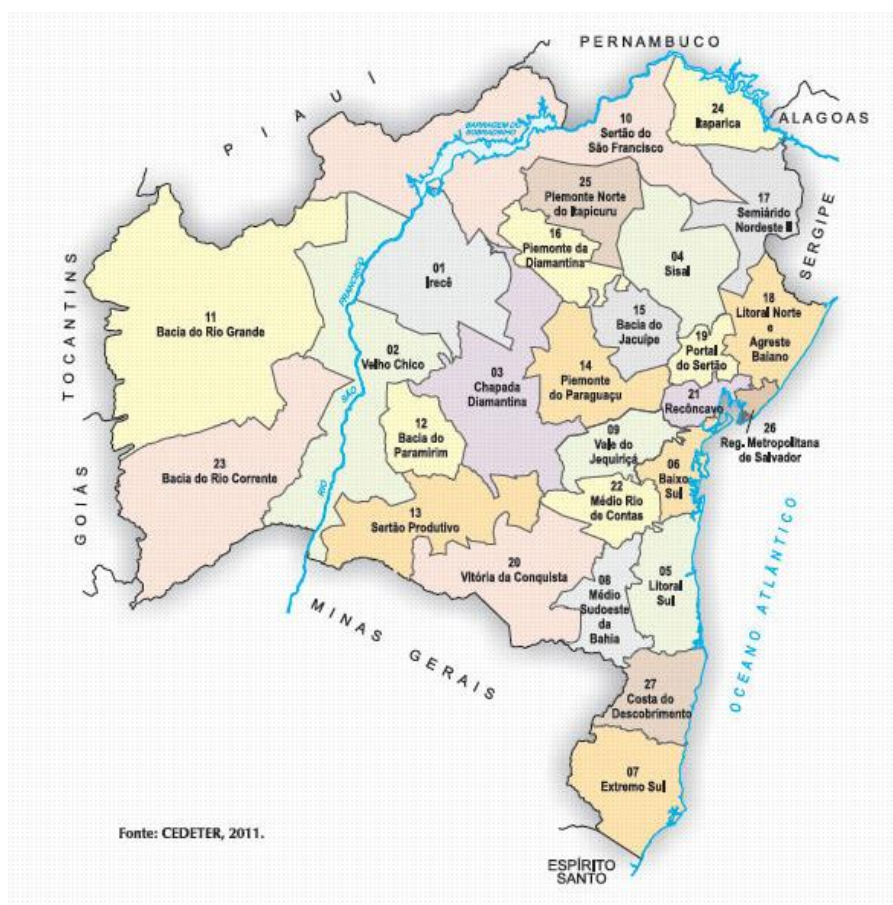 PERNAMBUCO
PIAUI
ALAGOAS
SERGIPE
TOCANTINS
GOIÁS
MINAS GERAIS
ESPÍRITO
SANTO
OCEANO ATLÂNTICO
BARRAGEM DE
SOBRADINHO
RIO SÃO FRANCISCO
24
Itaparica
10
Sertão do
São Francisco
25
Piemonte Norte
do Itapicuru
17
Semiárido
Nordeste II
16
Piemonte da
Diamantina
04
Sisal
01
Irecê
11
Bacia do Rio Grande
18
Litoral Norte
e
Agreste
Baiano
15
Bacia do
Jacuípe
19
Portal
do Sertão
02
Velho Chico
03
Chapada
Diamantina
14
Piemonte
do Paraguaçu
21
Recôncavo
26
Reg. Metropolitana
de Salvador
12
Bacia do
Paramirim
09
Vale do
Jequiriçá
06
Baixo
Sul
23
Bacia do Rio Corrente
22
Médio Rio
de Contas
13
Sertão Produtivo
20
Vitória da Conquista
08
Médio
Sudoeste
da
Bahia
05
Litoral
Sul
27
Costa do
Descobrimento
07
Extremo Sul
Fonte: CEDETER, 2011.